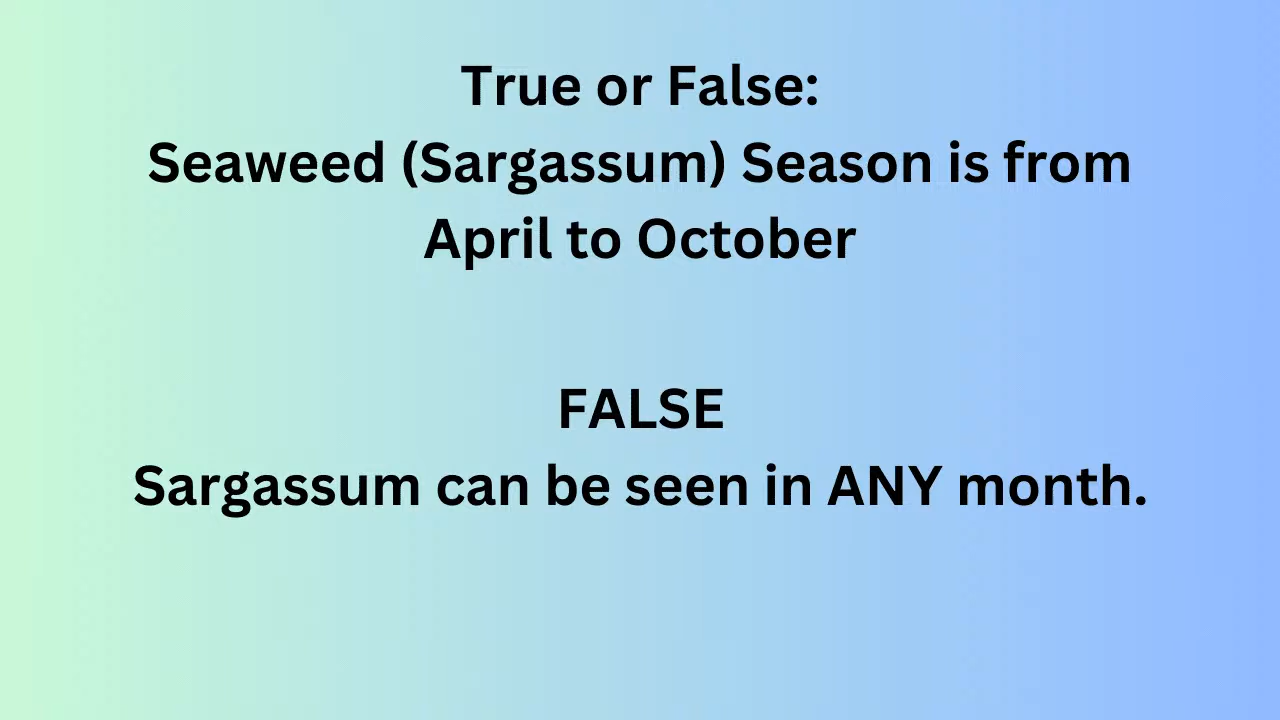 True or False:
Seaweed (Sargassum) Season is from
April to October
FALSE
Sargassum can be seen in ANY month.